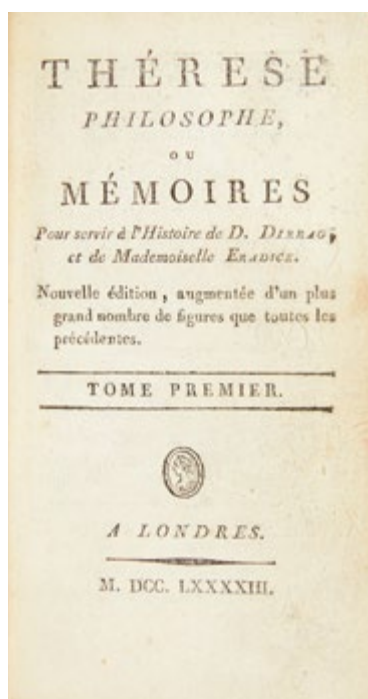 THÉRESE
PHILOSOPHE,
OU
MÉMOIRES
Pour servir à l'Histoire de D. DIRRAG,
et de Mademoiselle ERADICE.
Nouvelle édition, augmentée d'un plus
grand nombre de figures que toutes les
précédentes.
TOME PREMIER.
A LONDRES.
M. DCC. LXXXXIII.